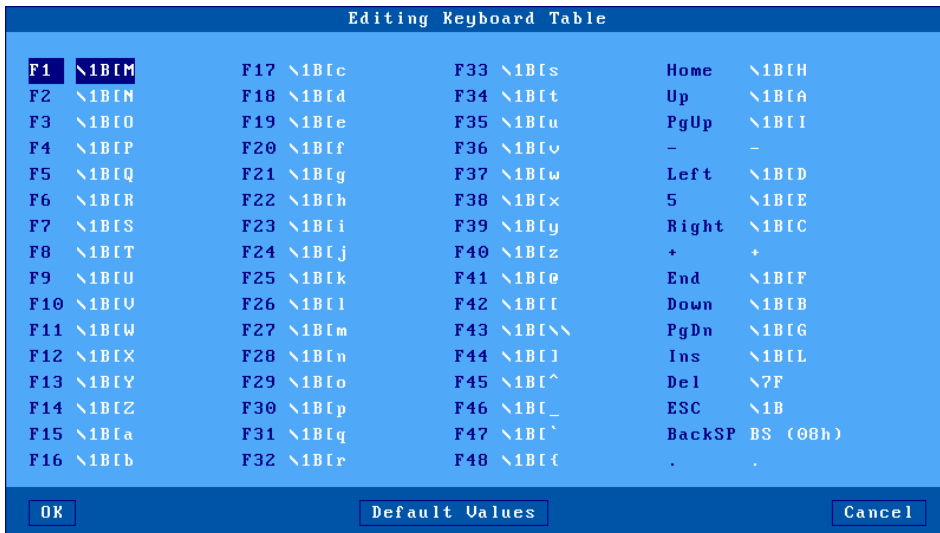 Editing Keyboard Table
F1 \1B[M F17 \1B[c F33 \1B[s Home \1B[H
F2 \1B[N F18 \1B[d F34 \1B[t Up \1B[A
F3 \1B[O F19 \1B[e F35 \1B[u PgUp \1B[I
F4 \1B[P F20 \1B[f F36 \1B[v - -
F5 \1B[Q F21 \1B[g F37 \1B[w Left \1B[D
F6 \1B[R F22 \1B[h F38 \1B[x 5 \1B[E
F7 \1B[S F23 \1B[i F39 \1B[y Right \1B[C
F8 \1B[T F24 \1B[j F40 \1B[z + +
F9 \1B[U F25 \1B[k F41 \1B[@ End \1B[F
F10 \1B[V F26 \1B[l F42 \1B[[ Down \1B[B
F11 \1B[W F27 \1B[m F43 \1B[\\ PgDn \1B[G
F12 \1B[X F28 \1B[n F44 \1B[] Ins \1B[L
F13 \1B[Y F29 \1B[o F45 \1B[^ Del \7F
F14 \1B[Z F30 \1B[p F46 \1B[_ ESC \1B
F15 \1B[a F31 \1B[q F47 \1B[` BackSP BS (08h)
F16 \1B[b F32 \1B[r F48 \1B[{ . .
OK Default Values Cancel